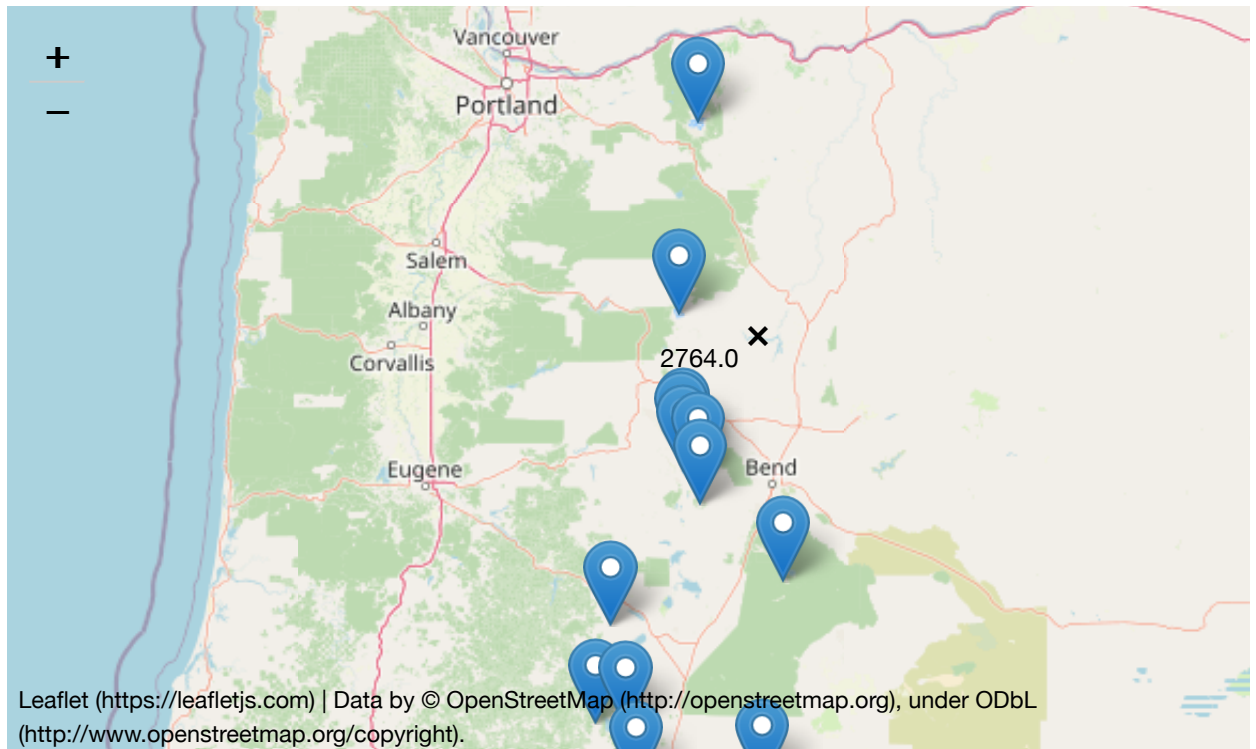 +
Vancouver
Portland
−
Salem
Albany
×
2764.0
Corvallis
Eugene
Bend
Leaflet (https://leafletjs.com) | Data by © OpenStreetMap (http://openstreetmap.org), under ODbL
(http://www.openstreetmap.org/copyright).